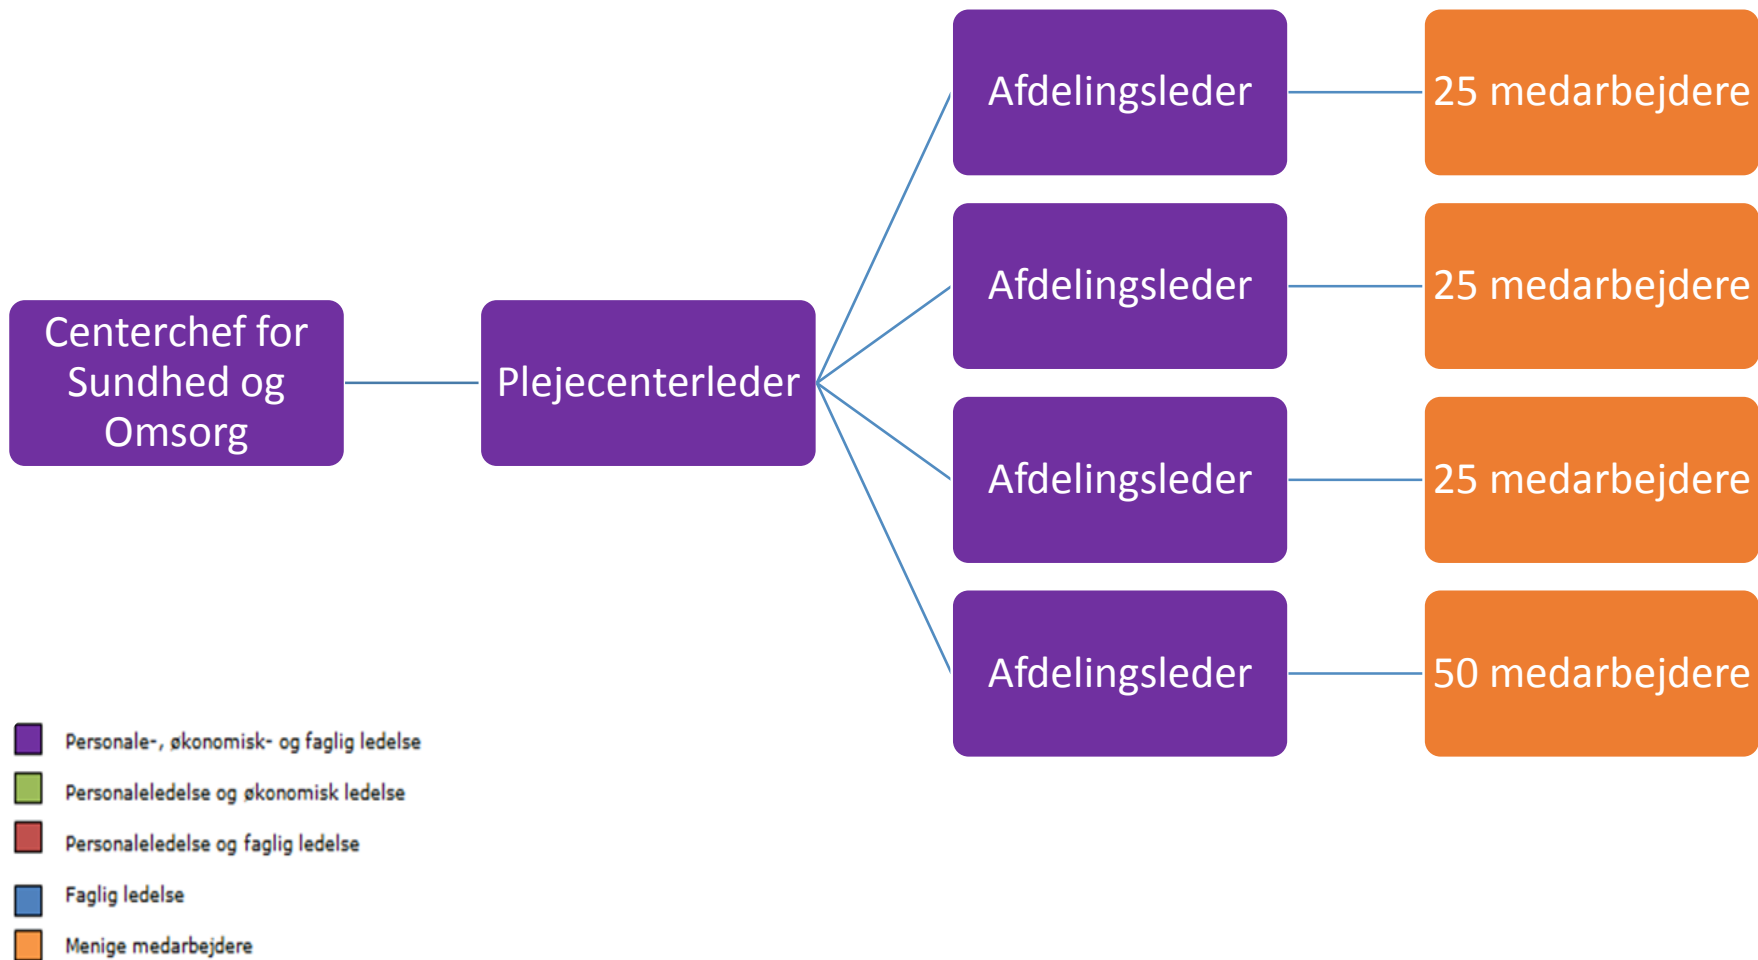 Centerchef for
Sundhed og
Omsorg
Plejecenterleder
Afdelingsleder
25 medarbejdere
Afdelingsleder
25 medarbejdere
Afdelingsleder
25 medarbejdere
Afdelingsleder
50 medarbejdere
Personale-, økonomisk- og faglig ledelse
Personaleledelse og økonomisk ledelse
Personaleledelse og faglig ledelse
Faglig ledelse
Menige medarbejdere